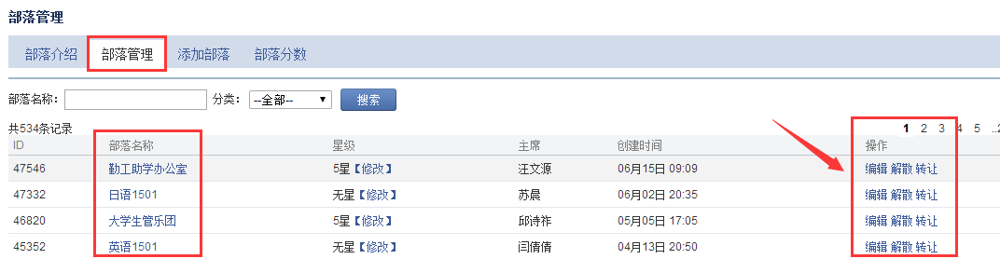 部落管理
部落介绍 部落管理 添加部落 部落分数
部落名称： 分类： --全部-- 搜索
共534条记录 1 2 3 4 5 ..2
ID 部落名称 星级 主席 创建时间 操作
47546 勤工助学办公室 5星【修改】 汪文源 06月15日 09:09 编辑 解散 转让
47332 日语1501 无星【修改】 苏晨 06月02日 20:35 编辑 解散 转让
46820 大学生管乐团 5星【修改】 邱诗祚 05月05日 17:05 编辑 解散 转让
45352 英语1501 无星【修改】 闫倩倩 04月13日 20:50 编辑 解散 转让